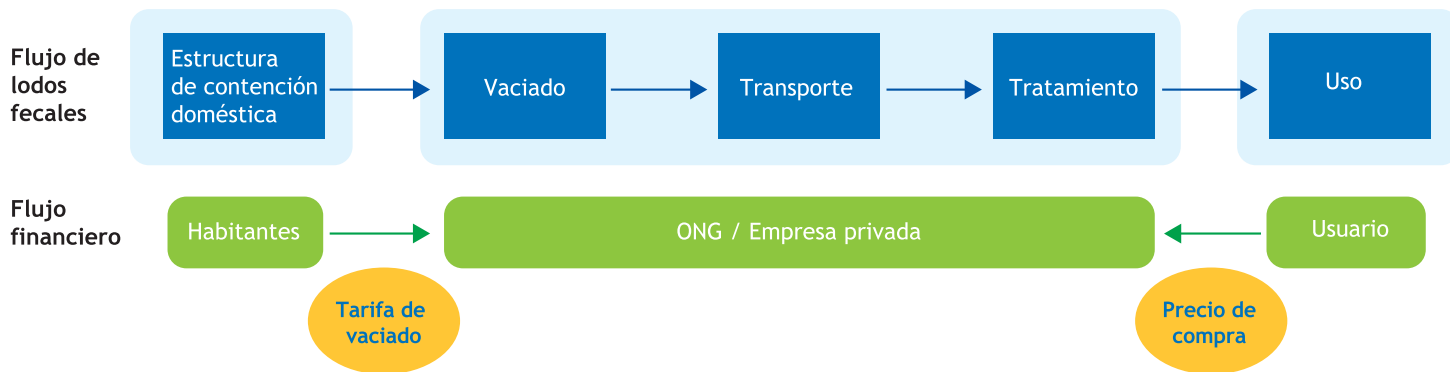 Flujo de
lodos
fecales
Estructura
de contención
doméstica
Vaciado
Transporte
Tratamiento
Uso
Flujo
financiero
Habitantes
ONG / Empresa privada
Usuario
Tarifa de
vaciado
Precio de
compra